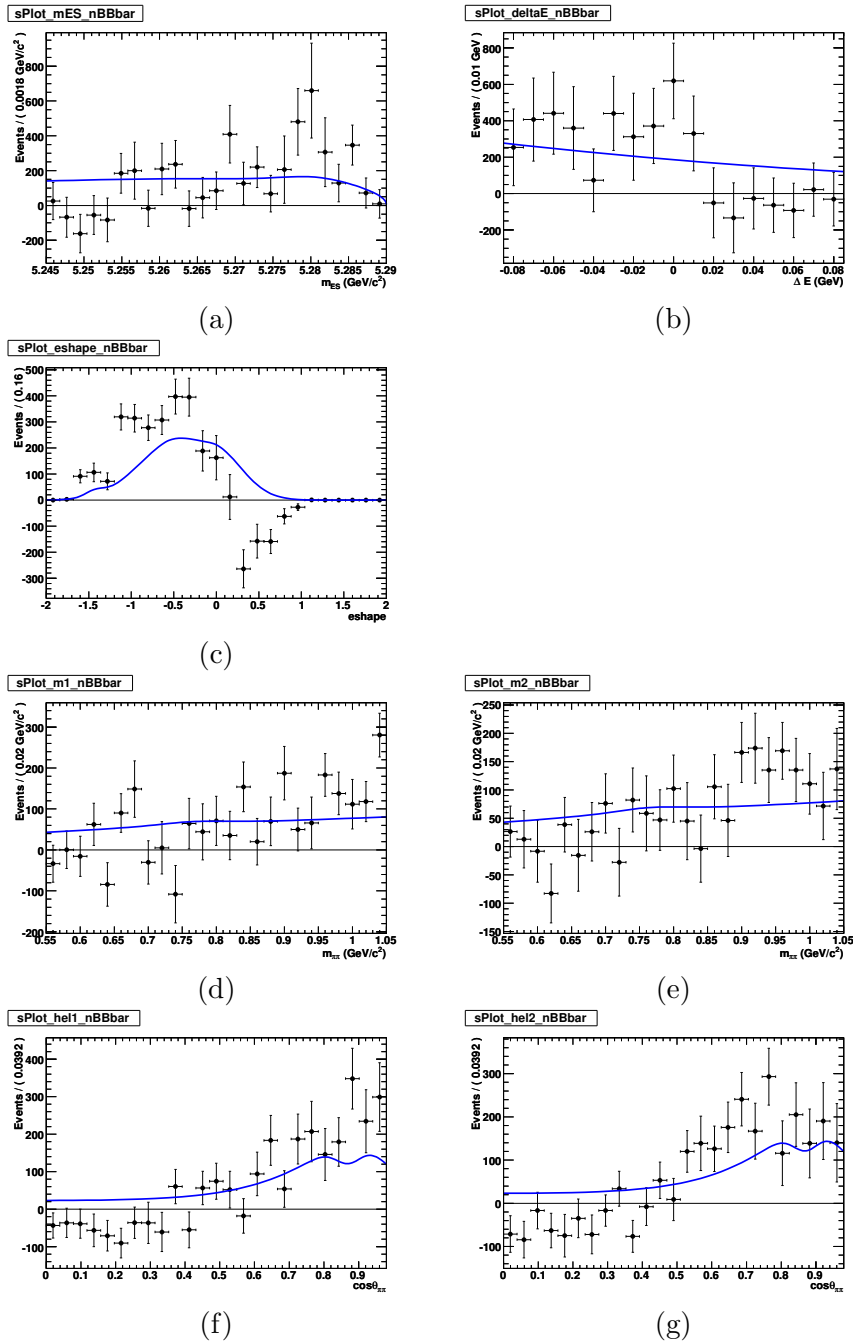 sPlot_mES_nBBbar
Events / ( 0.0018 GeV/c²)
800
600
400
200
0
-200
5.245 5.25 5.255 5.26 5.265 5.27 5.275 5.28 5.285 5.29
mES (GeV/c²)
(a)
sPlot_deltaE_nBBbar
Events / ( 0.01 GeV)
800
600
400
200
0
-200
-0.08 -0.06 -0.04 -0.02 0 0.02 0.04 0.06 0.08
Δ E (GeV)
(b)
sPlot_eshape_nBBbar
Events / ( 0.16)
500
400
300
200
100
0
-100
-200
-300
-2 -1.5 -1 -0.5 0 0.5 1 1.5 2
eshape
(c)
sPlot_m1_nBBbar
Events / ( 0.02 GeV/c²)
300
200
100
0
-100
-200
0.55 0.6 0.65 0.7 0.75 0.8 0.85 0.9 0.95 1 1.05
mππ (GeV/c²)
(d)
sPlot_m2_nBBbar
Events / ( 0.02 GeV/c²)
250
200
150
100
50
0
-50
-100
-150
0.55 0.6 0.65 0.7 0.75 0.8 0.85 0.9 0.95 1 1.05
mππ (GeV/c²)
(e)
sPlot_hel1_nBBbar
Events / ( 0.0392)
400
300
200
100
0
-100
0 0.1 0.2 0.3 0.4 0.5 0.6 0.7 0.8 0.9
cosθππ
(f)
sPlot_hel2_nBBbar
Events / ( 0.0392)
300
200
100
0
-100
0 0.1 0.2 0.3 0.4 0.5 0.6 0.7 0.8 0.9
cosθππ
(g)